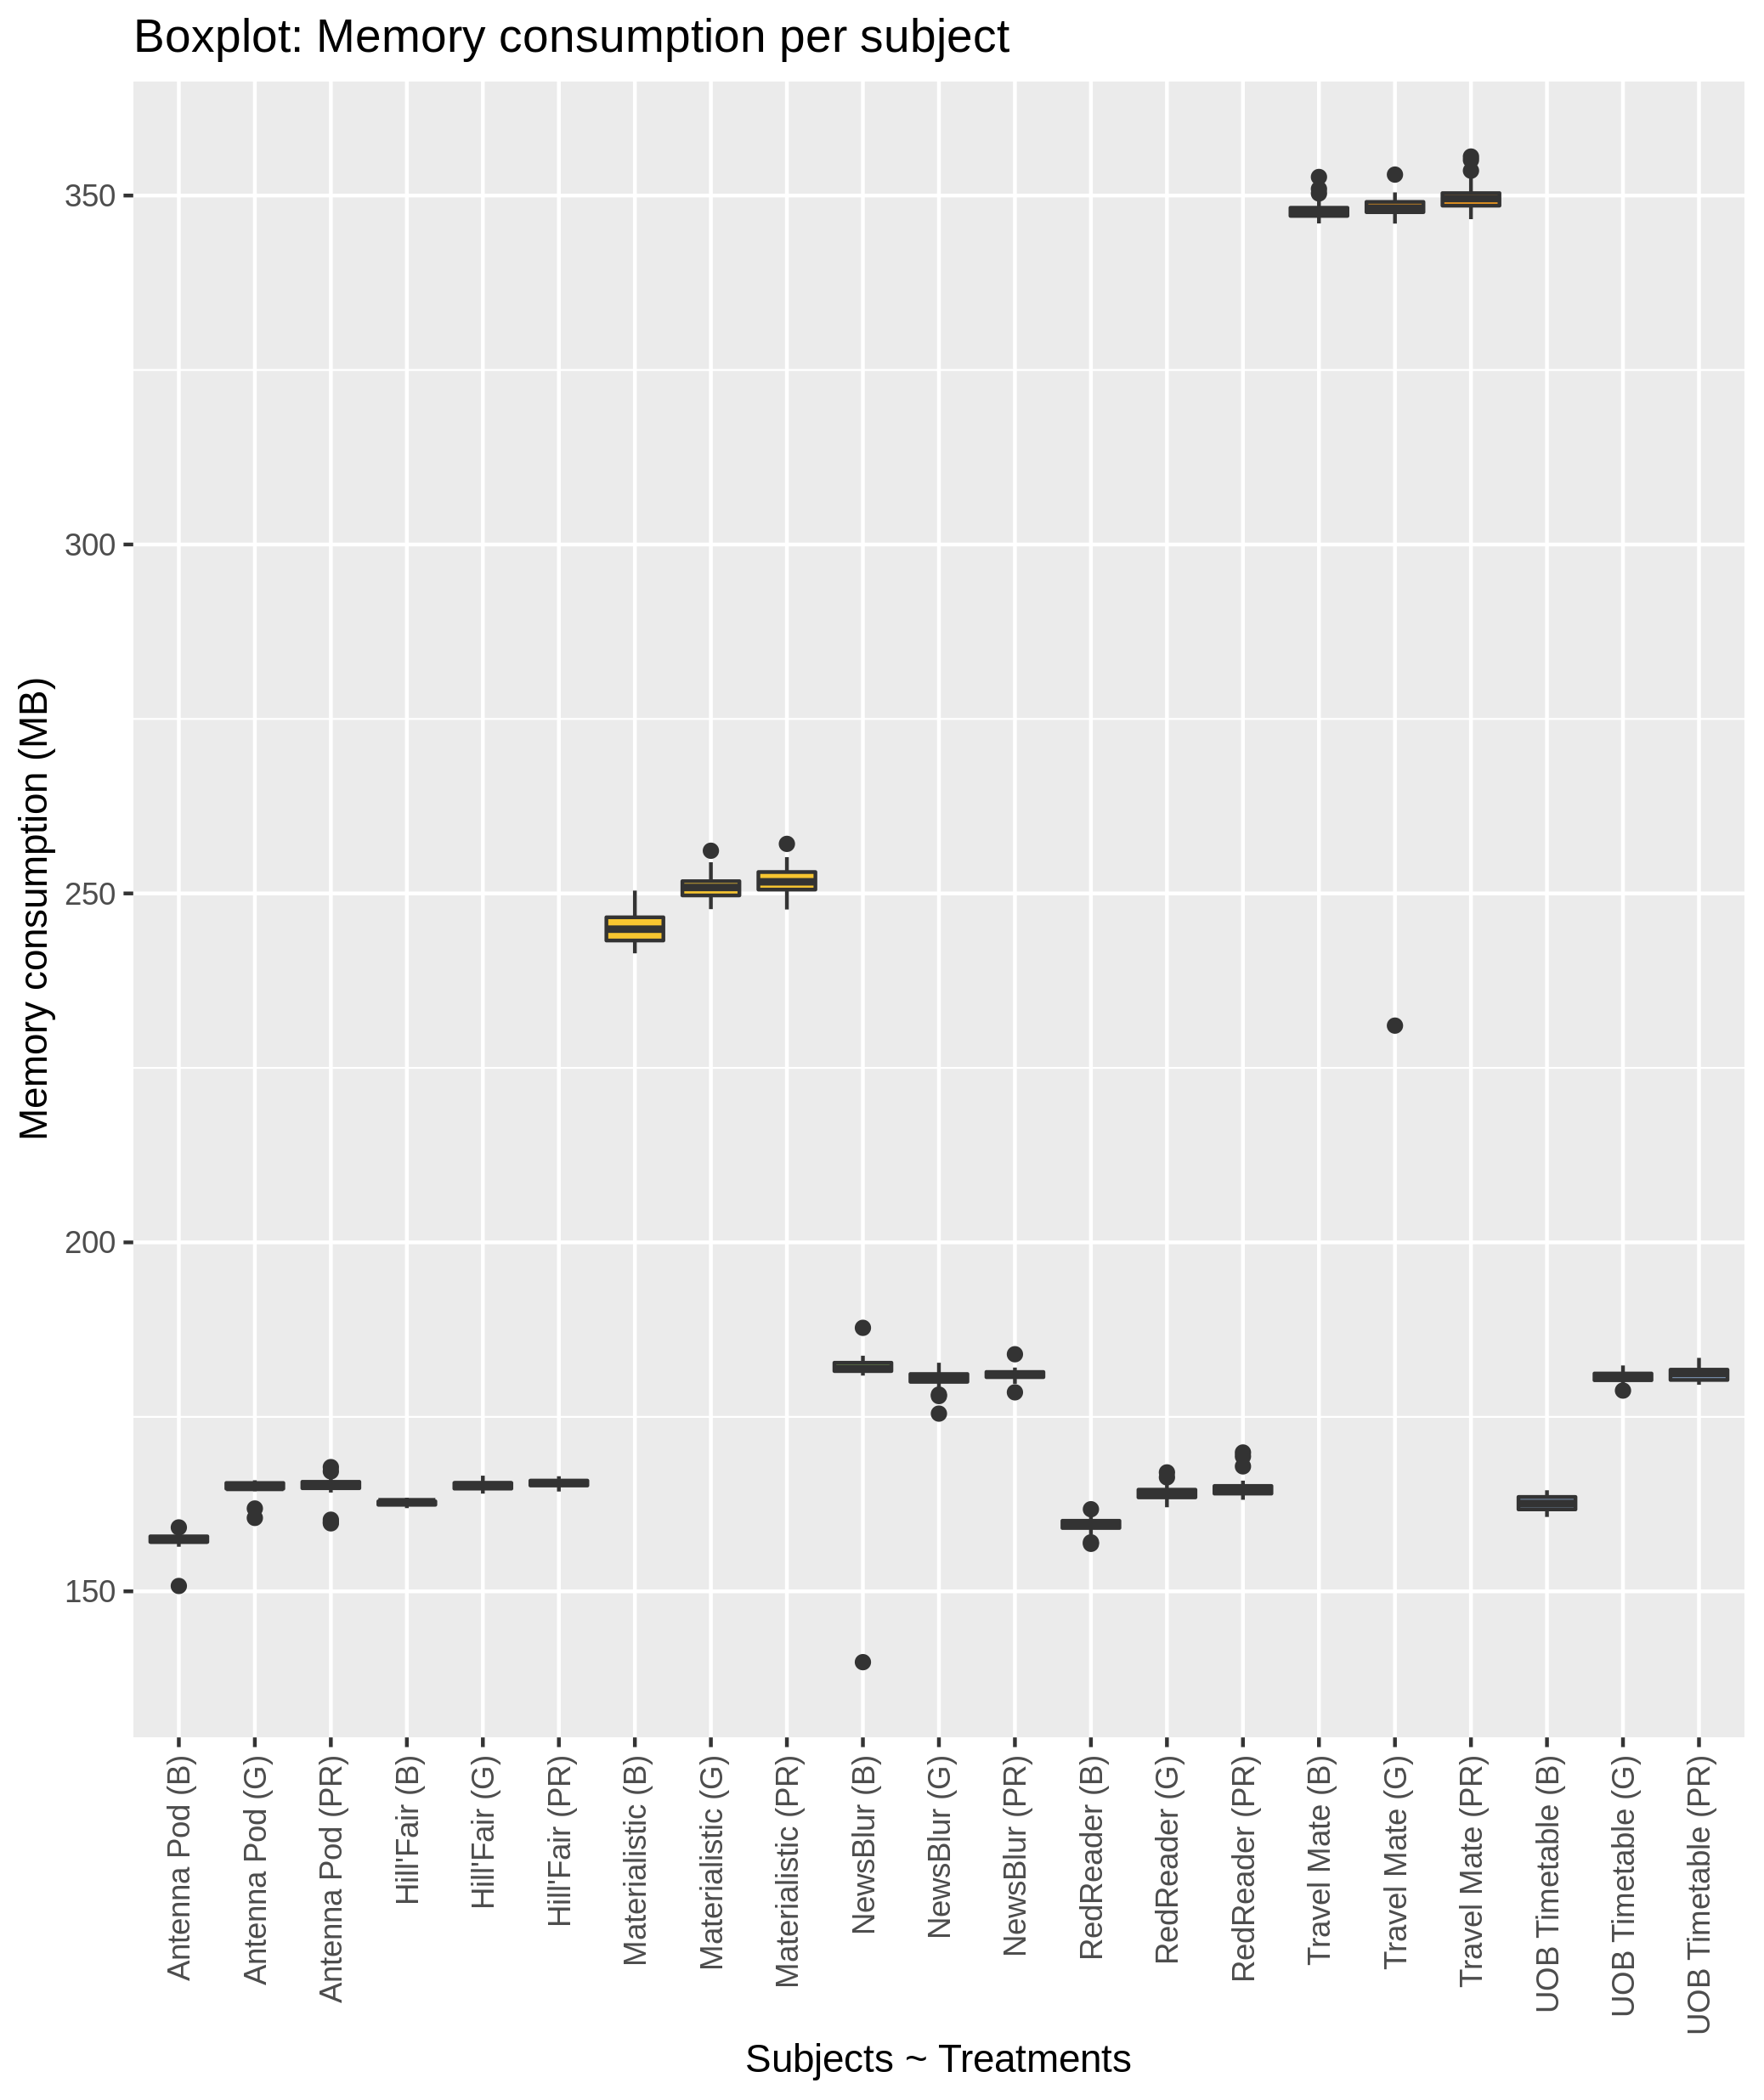 Boxplot: Memory consumption per subject
Memory consumption (MB)
350
300
250
200
150
Antenna Pod (B)
Antenna Pod (G)
Antenna Pod (PR)
Hill'Fair (B)
Hill'Fair (G)
Hill'Fair (PR)
Materialistic (B)
Materialistic (G)
Materialistic (PR)
NewsBlur (B)
NewsBlur (G)
NewsBlur (PR)
RedReader (B)
RedReader (G)
RedReader (PR)
Travel Mate (B)
Travel Mate (G)
Travel Mate (PR)
UOB Timetable (B)
UOB Timetable (G)
UOB Timetable (PR)
Subjects ~ Treatments